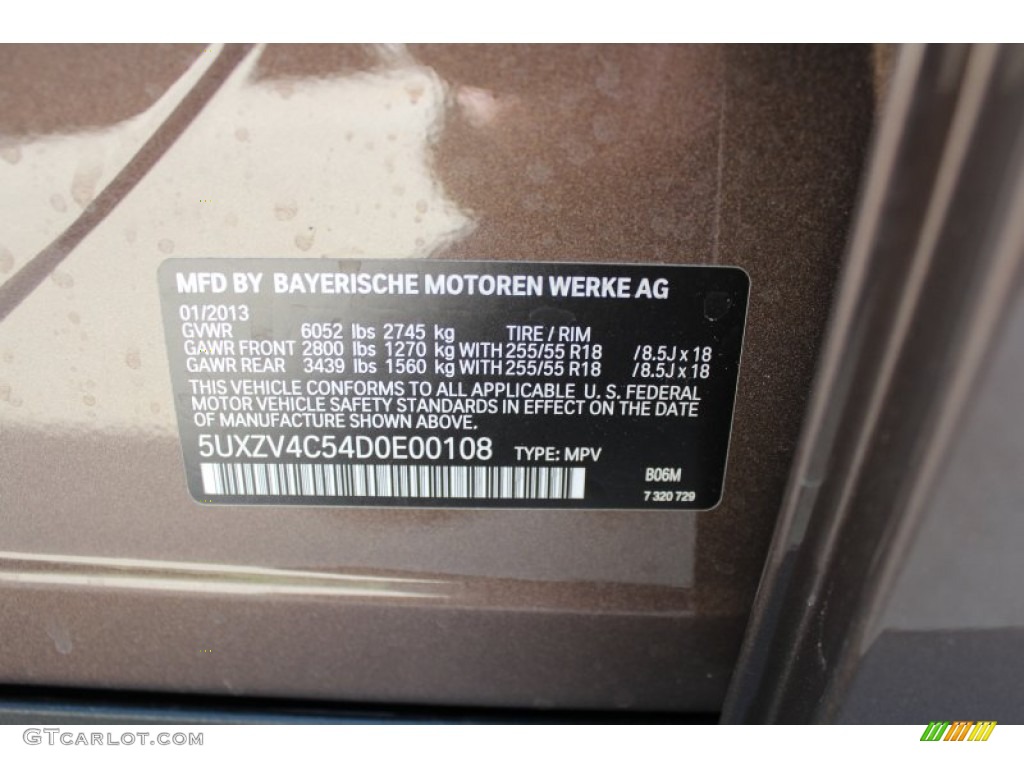 MFD BY BAYERISCHE MOTOREN WERKE AG
01/2013
GVWR 6052 lbs 2745 kg TIRE / RIM
GAWR FRONT 2800 lbs 1270 kg WITH 255/55 R18 /8.5J x 18
GAWR REAR 3439 lbs 1560 kg WITH 255/55 R18 /8.5J x 18
THIS VEHICLE CONFORMS TO ALL APPLICABLE U. S. FEDERAL
MOTOR VEHICLE SAFETY STANDARDS IN EFFECT ON THE DATE
OF MANUFACTURE SHOWN ABOVE.
5UXZV4C54D0E00108 TYPE: MPV
B06M
7 320 729
GTCarLot.com